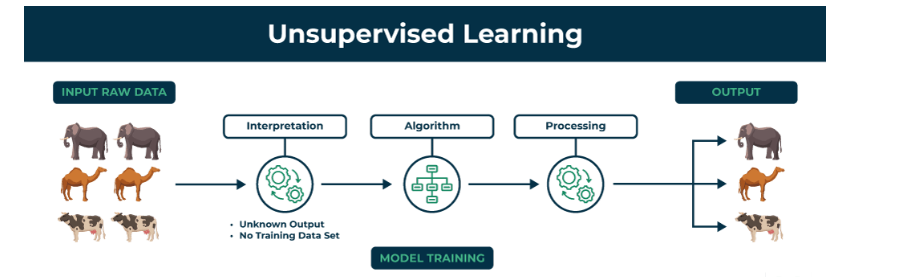 Unsupervised Learning
INPUT RAW DATA
OUTPUT
Interpretation
Algorithm
Processing
• Unknown Output
• No Training Data Set
MODEL TRAINING